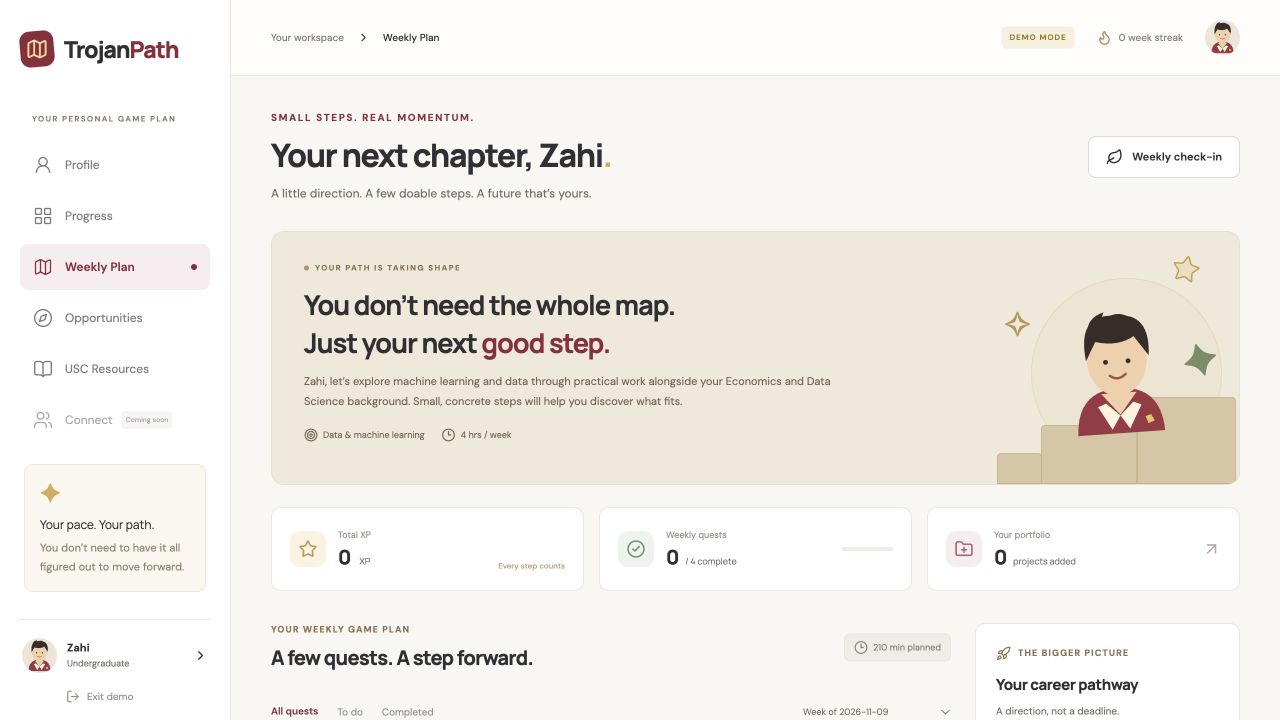 TrojanPath
YOUR PERSONAL GAME PLAN
Profile
Progress
Weekly Plan
Opportunities
USC Resources
Connect Coming soon
Your pace. Your path.
You don’t need to have it all
figured out to move forward.
Zahi
Undergraduate
Exit demo
Your workspace Weekly Plan
DEMO MODE
0 week streak
SMALL STEPS. REAL MOMENTUM.
Your next chapter, Zahi.
A little direction. A few doable steps. A future that’s yours.
Weekly check-in
YOUR PATH IS TAKING SHAPE
You don’t need the whole map.
Just your next good step.
Zahi, let’s explore machine learning and data through practical work alongside your Economics and Data
Science background. Small, concrete steps will help you discover what fits.
Data & machine learning 4 hrs / week
Total XP
0 XP
Every step counts
Weekly quests
0 / 4 complete
Your portfolio
0 projects added
YOUR WEEKLY GAME PLAN
A few quests. A step forward.
210 min planned
All quests To do Completed
Week of 2026-11-09
THE BIGGER PICTURE
Your career pathway
A direction, not a deadline.